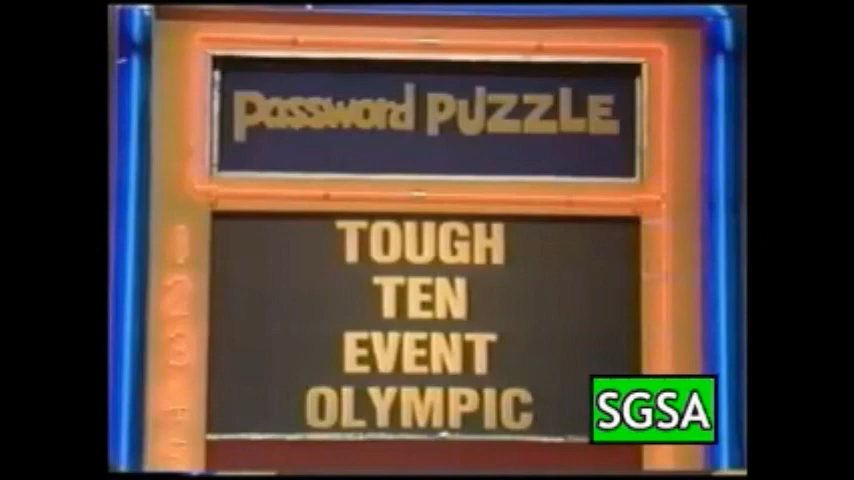 password PUZZLE
TOUGH
TEN
EVENT
OLYMPIC
SGSA